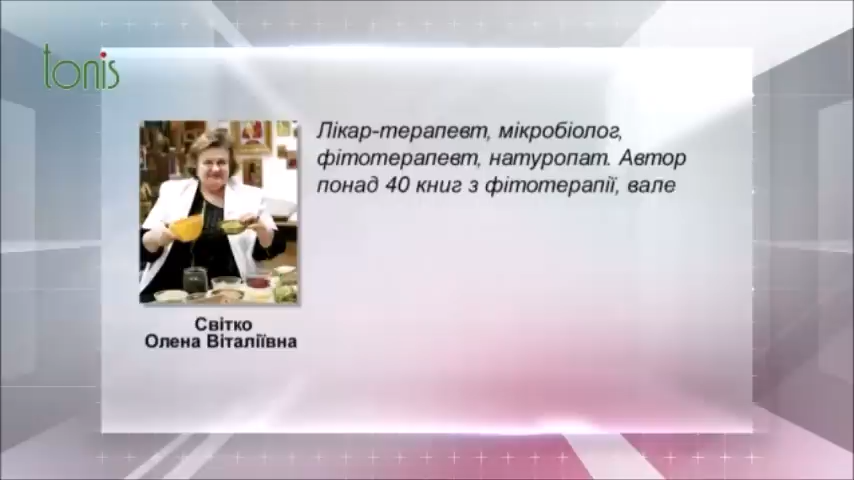 tonis
Лікар-терапевт, мікробіолог,
фітотерапевт, натуропат. Автор
понад 40 книг з фітотерапії, вале
Світко
Олена Віталіївна